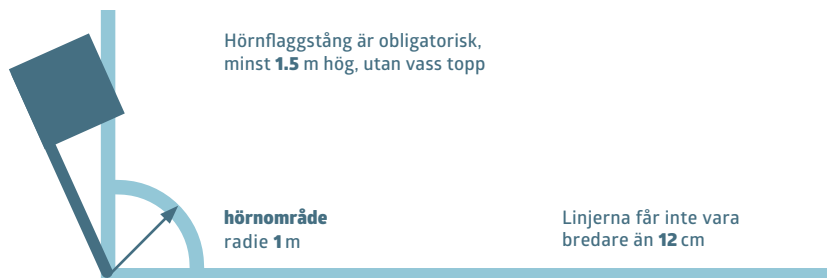 Hörnflaggstång är obligatorisk,
minst 1.5 m hög, utan vass topp
hörnområde
radie 1 m
Linjerna får inte vara
bredare än 12 cm